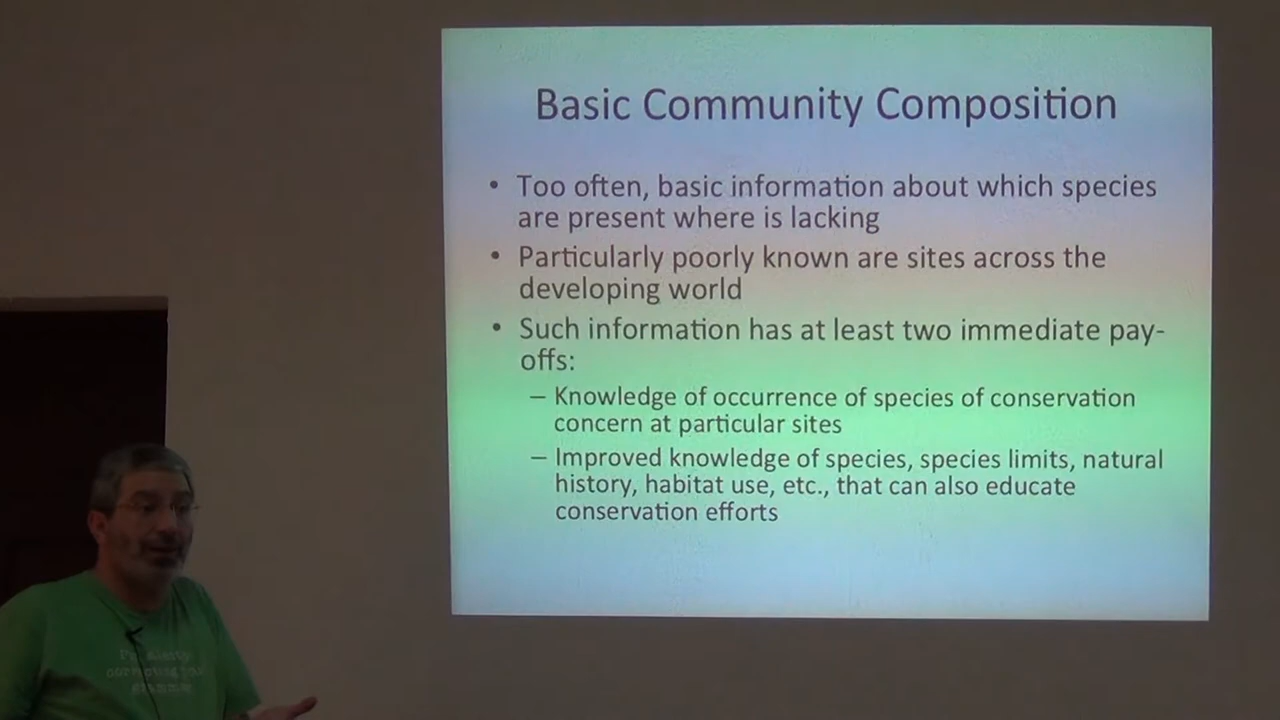 Basic Community Composition
• Too often, basic information about which species
are present where is lacking
• Particularly poorly known are sites across the
developing world
• Such information has at least two immediate pay-
offs:
– Knowledge of occurrence of species of conservation
concern at particular sites
– Improved knowledge of species, species limits, natural
history, habitat use, etc., that can also educate
conservation efforts